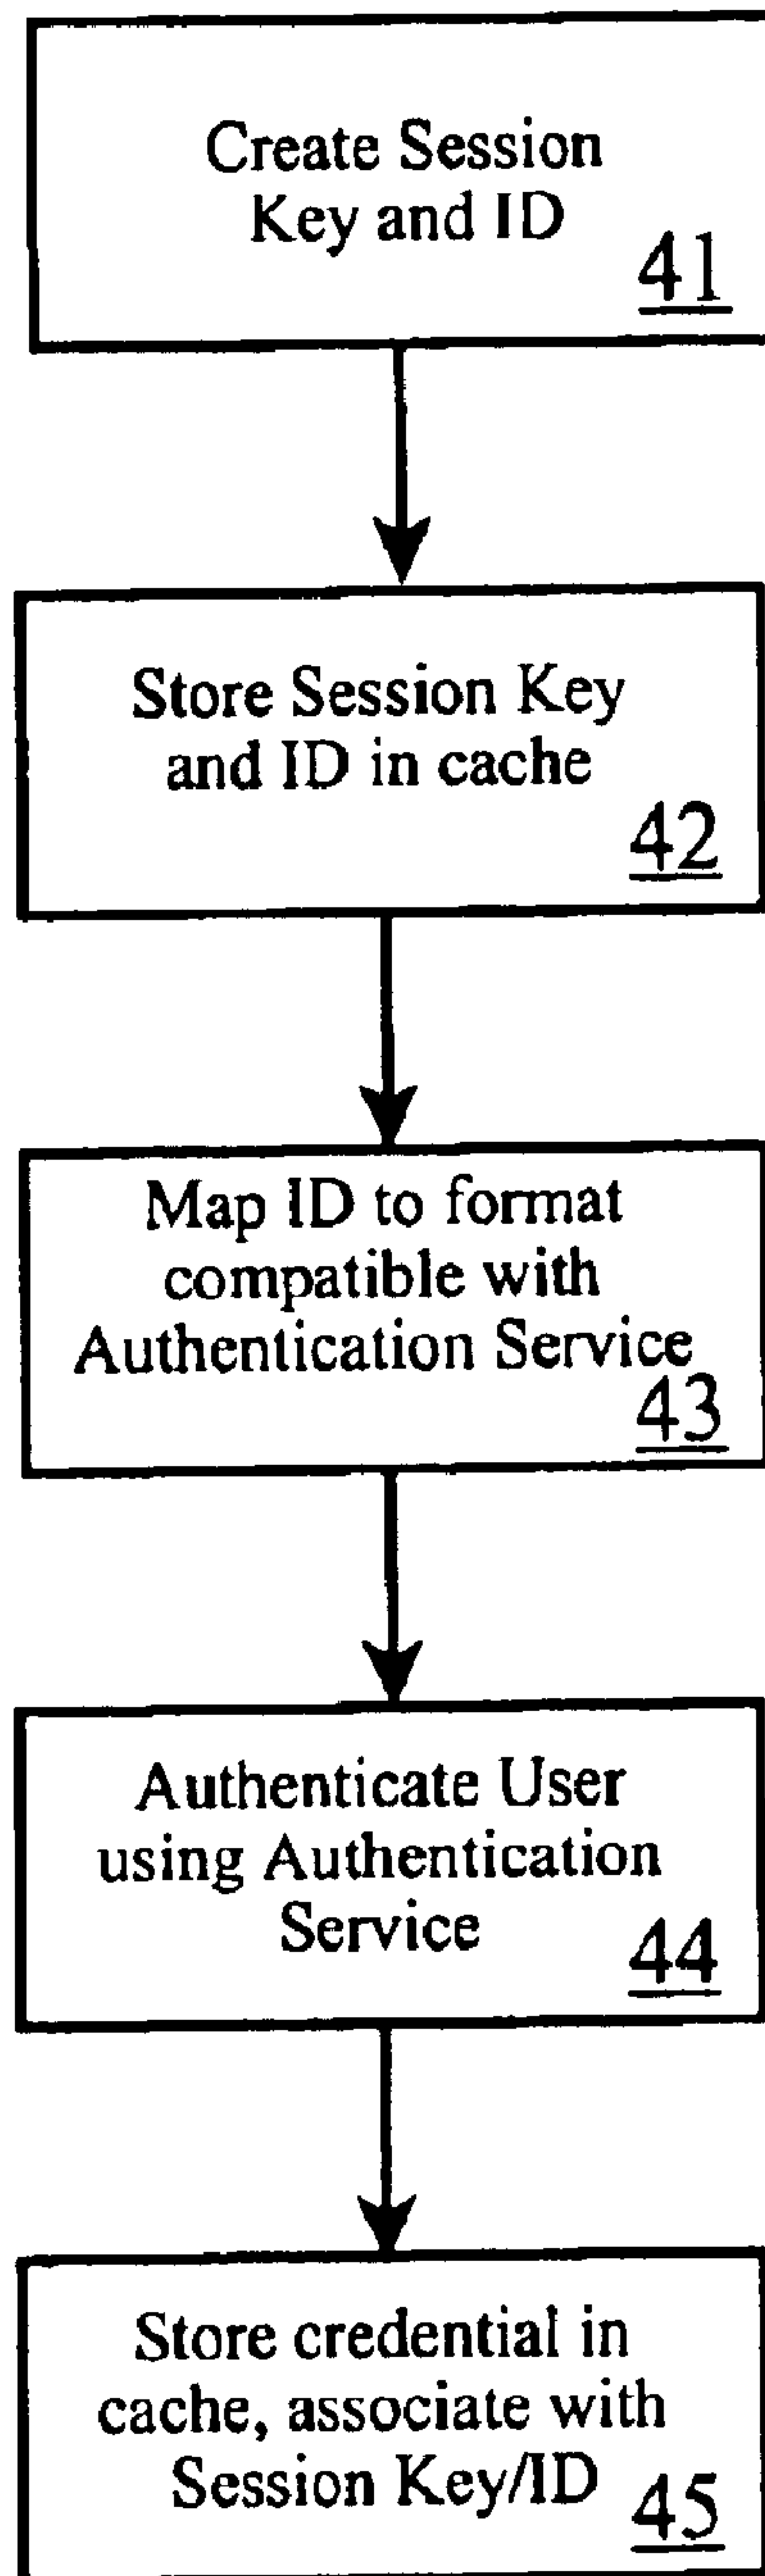 Create Session
Key and ID
41
Store Session Key
and ID in cache
42
Map ID to format
compatible with
Authentication Service
43
Authenticate User
using Authentication
Service
44
Store credential in
cache, associate with
Session Key/ID
45